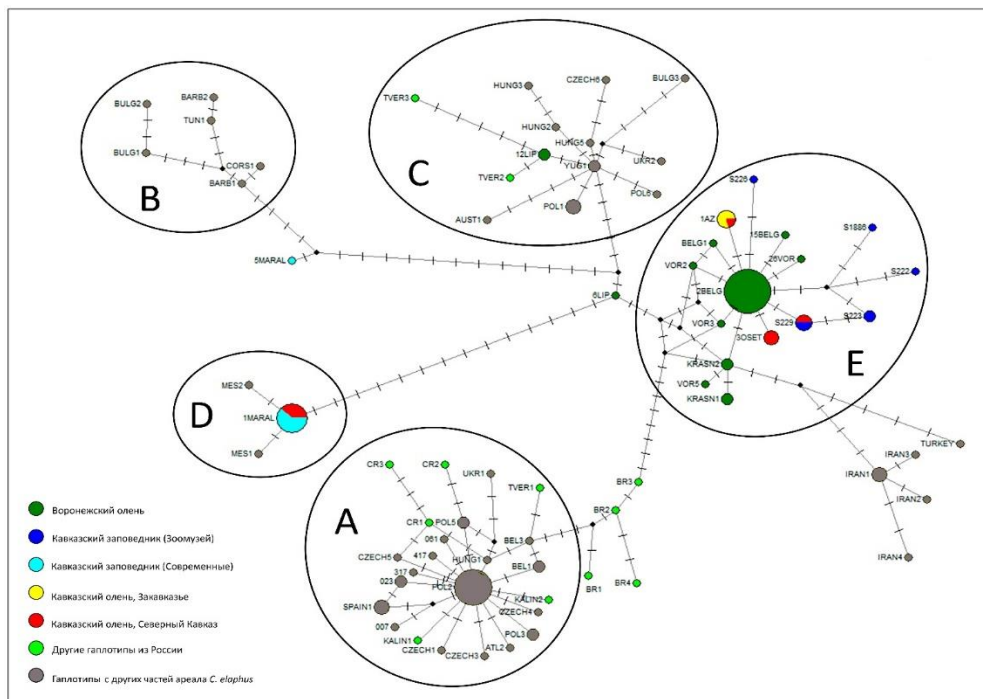 BULG2
BARB2
TUN1
BULG1
CORS1
BARB1
B
5MARAL
TVER3
HUNG3
CZECH6
BULG3
HUNG2
HUNG5
12LIP
YUG1
UKR2
TVER2
POL6
POL1
AUST1
C
6LIP
S226
1AZ
S1886
BELG1
15BELG
26VOR
VOR2
S222
2BELG
VOR3
S229
S223
3OSET
KRASN2
VOR5
KRASN1
E
TURKEY
IRAN3
IRAN1
IRAN2
IRAN4
MES2
1MARAL
MES1
D
A
CR3
CR2
UKR1
TVER1
BR3
BR2
CR1
POL5
061
BEL3
417
CZECH5
HUNG1
317
BEL1
023
POL2
BR1
BR4
KALIN2
SPAIN1
CZECH4
007
POL3
KALIN1
CZECH1
CZECH3
ATL2
Воронежский олень
Кавказский заповедник (Зоомузей)
Кавказский заповедник (Современные)
Кавказский олень, Закавказье
Кавказский олень, Северный Кавказ
Другие гаплотипы из России
Гаплотипы с других частей ареала C. elaphus